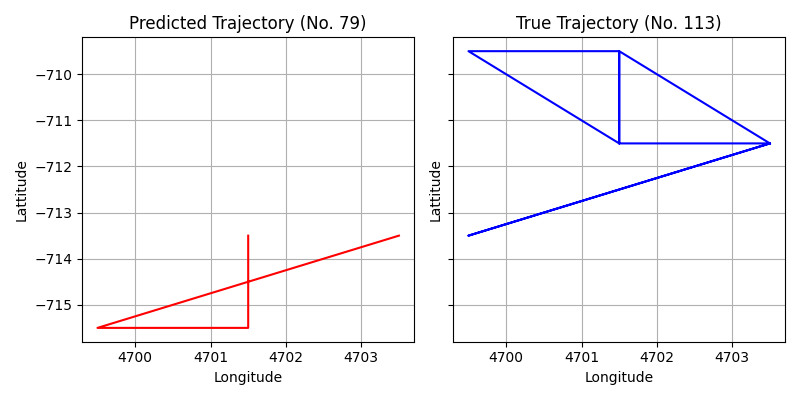 Predicted Trajectory (No. 79)
True Trajectory (No. 113)
−710
−711
−712
−713
−714
−715
Lattitude
Lattitude
4700 4701 4702 4703
4700 4701 4702 4703
Longitude
Longitude